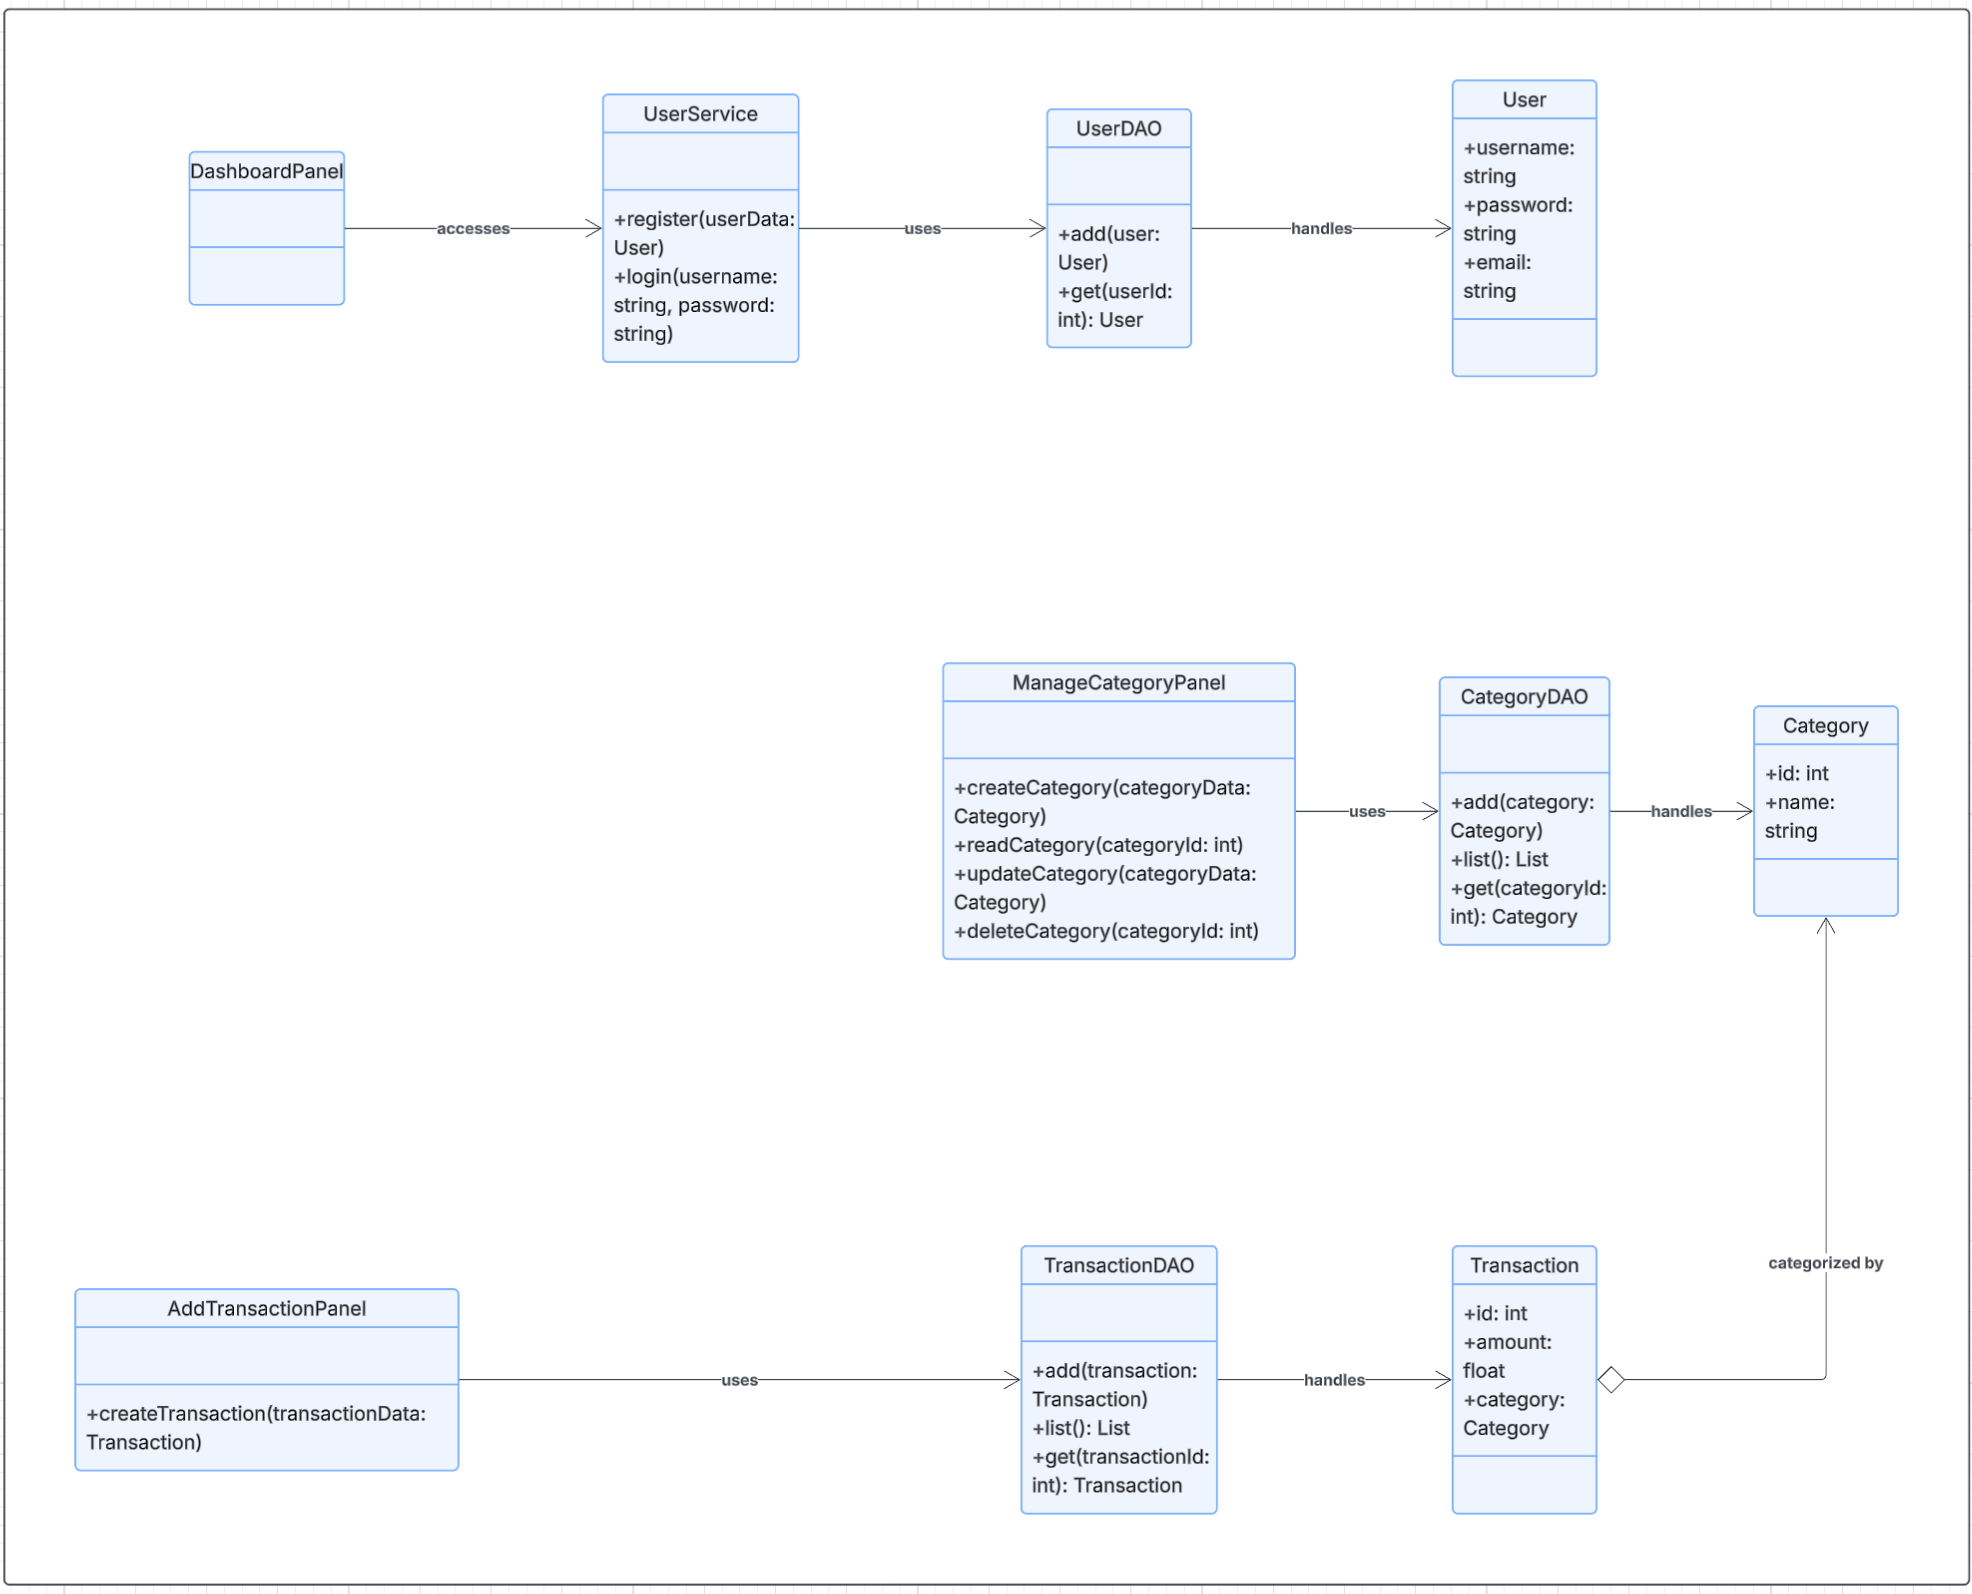 DashboardPanel
accesses
UserService
+register(userData:
User)
+login(username:
string, password:
string)
uses
UserDAO
+add(user:
User)
+get(userId:
int): User
handles
User
+username:
string
+password:
string
+email:
string
ManageCategoryPanel
+createCategory(categoryData:
Category)
+readCategory(categoryId: int)
+updateCategory(categoryData:
Category)
+deleteCategory(categoryId: int)
uses
CategoryDAO
+add(category:
Category)
+list(): List
+get(categoryId:
int): Category
handles
Category
+id: int
+name:
string
AddTransactionPanel
+createTransaction(transactionData:
Transaction)
uses
TransactionDAO
+add(transaction:
Transaction)
+list(): List
+get(transactionId:
int): Transaction
handles
Transaction
+id: int
+amount:
float
+category:
Category
categorized by